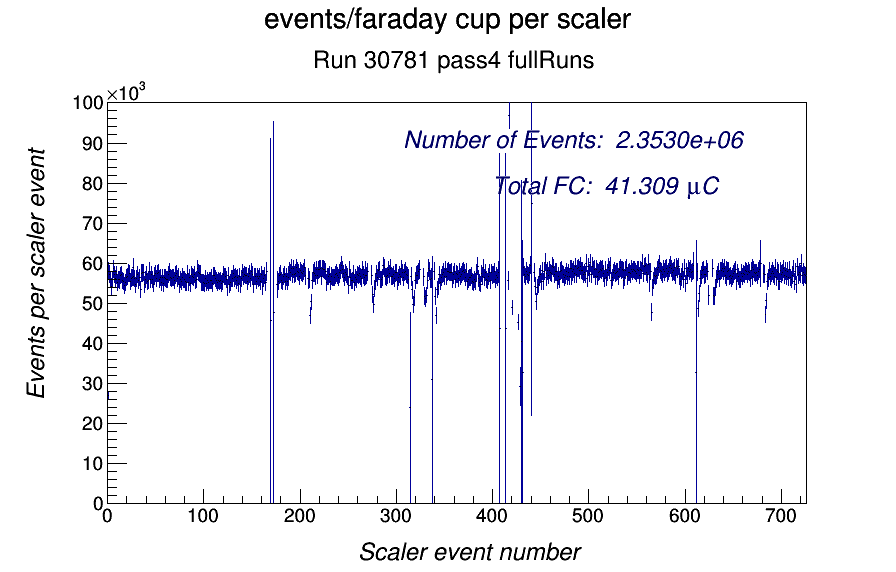 events/faraday cup per scaler
Run 30781 pass4 fullRuns
×10³
100
90
80
70
60
50
40
30
20
10
0
Events per scaler event
Number of Events: 2.3530e+06
Total FC: 41.309 μC
0 100 200 300 400 500 600 700
Scaler event number